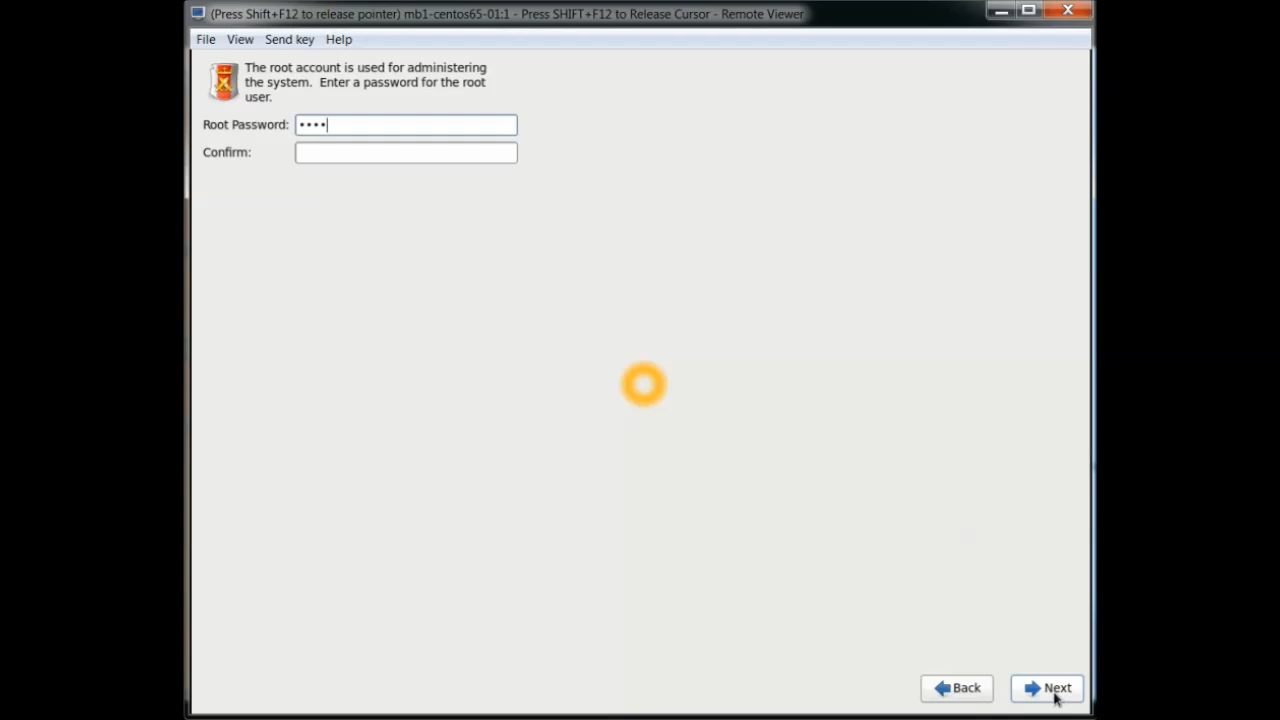 (Press Shift+F12 to release pointer) mb1-centos65-01:1 - Press SHIFT+F12 to Release Cursor - Remote Viewer
File View Send key Help
The root account is used for administering
the system. Enter a password for the root
user.
Root Password: ••••
Confirm:
Back Next